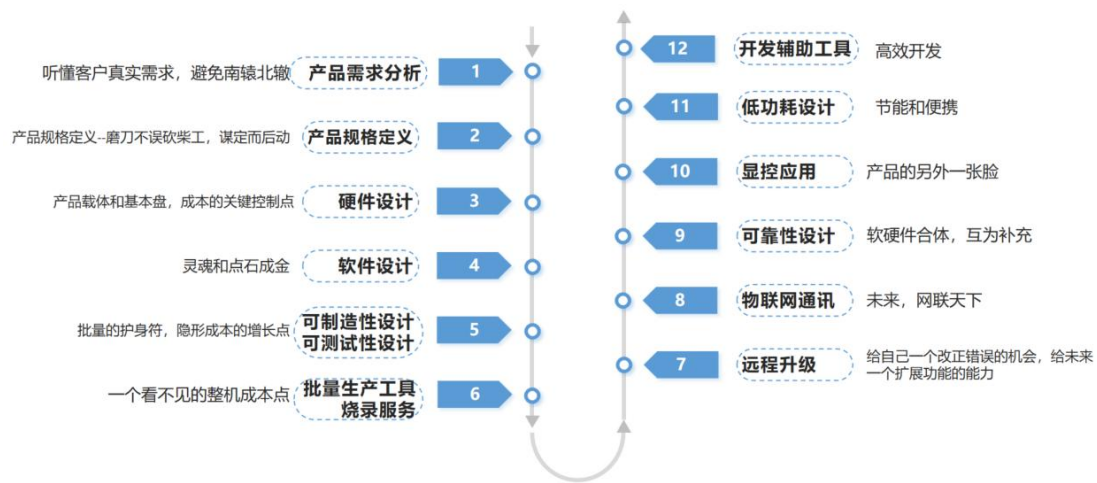 听懂客户真实需求，避免南辕北辙
产品需求分析
1
产品规格定义--磨刀不误砍柴工，谋定而后动
产品规格定义
2
产品载体和基本盘，成本的关键控制点
硬件设计
3
灵魂和点石成金
软件设计
4
批量的护身符，隐形成本的增长点
可制造性设计
可测试性设计
5
一个看不见的整机成本点
批量生产工具
烧录服务
6
7
远程升级
给自己一个改正错误的机会，给未来
一个扩展功能的能力
8
物联网通讯
未来，网联天下
9
可靠性设计
软硬件合体，互为补充
10
显控应用
产品的另外一张脸
11
低功耗设计
节能和便携
12
开发辅助工具
高效开发